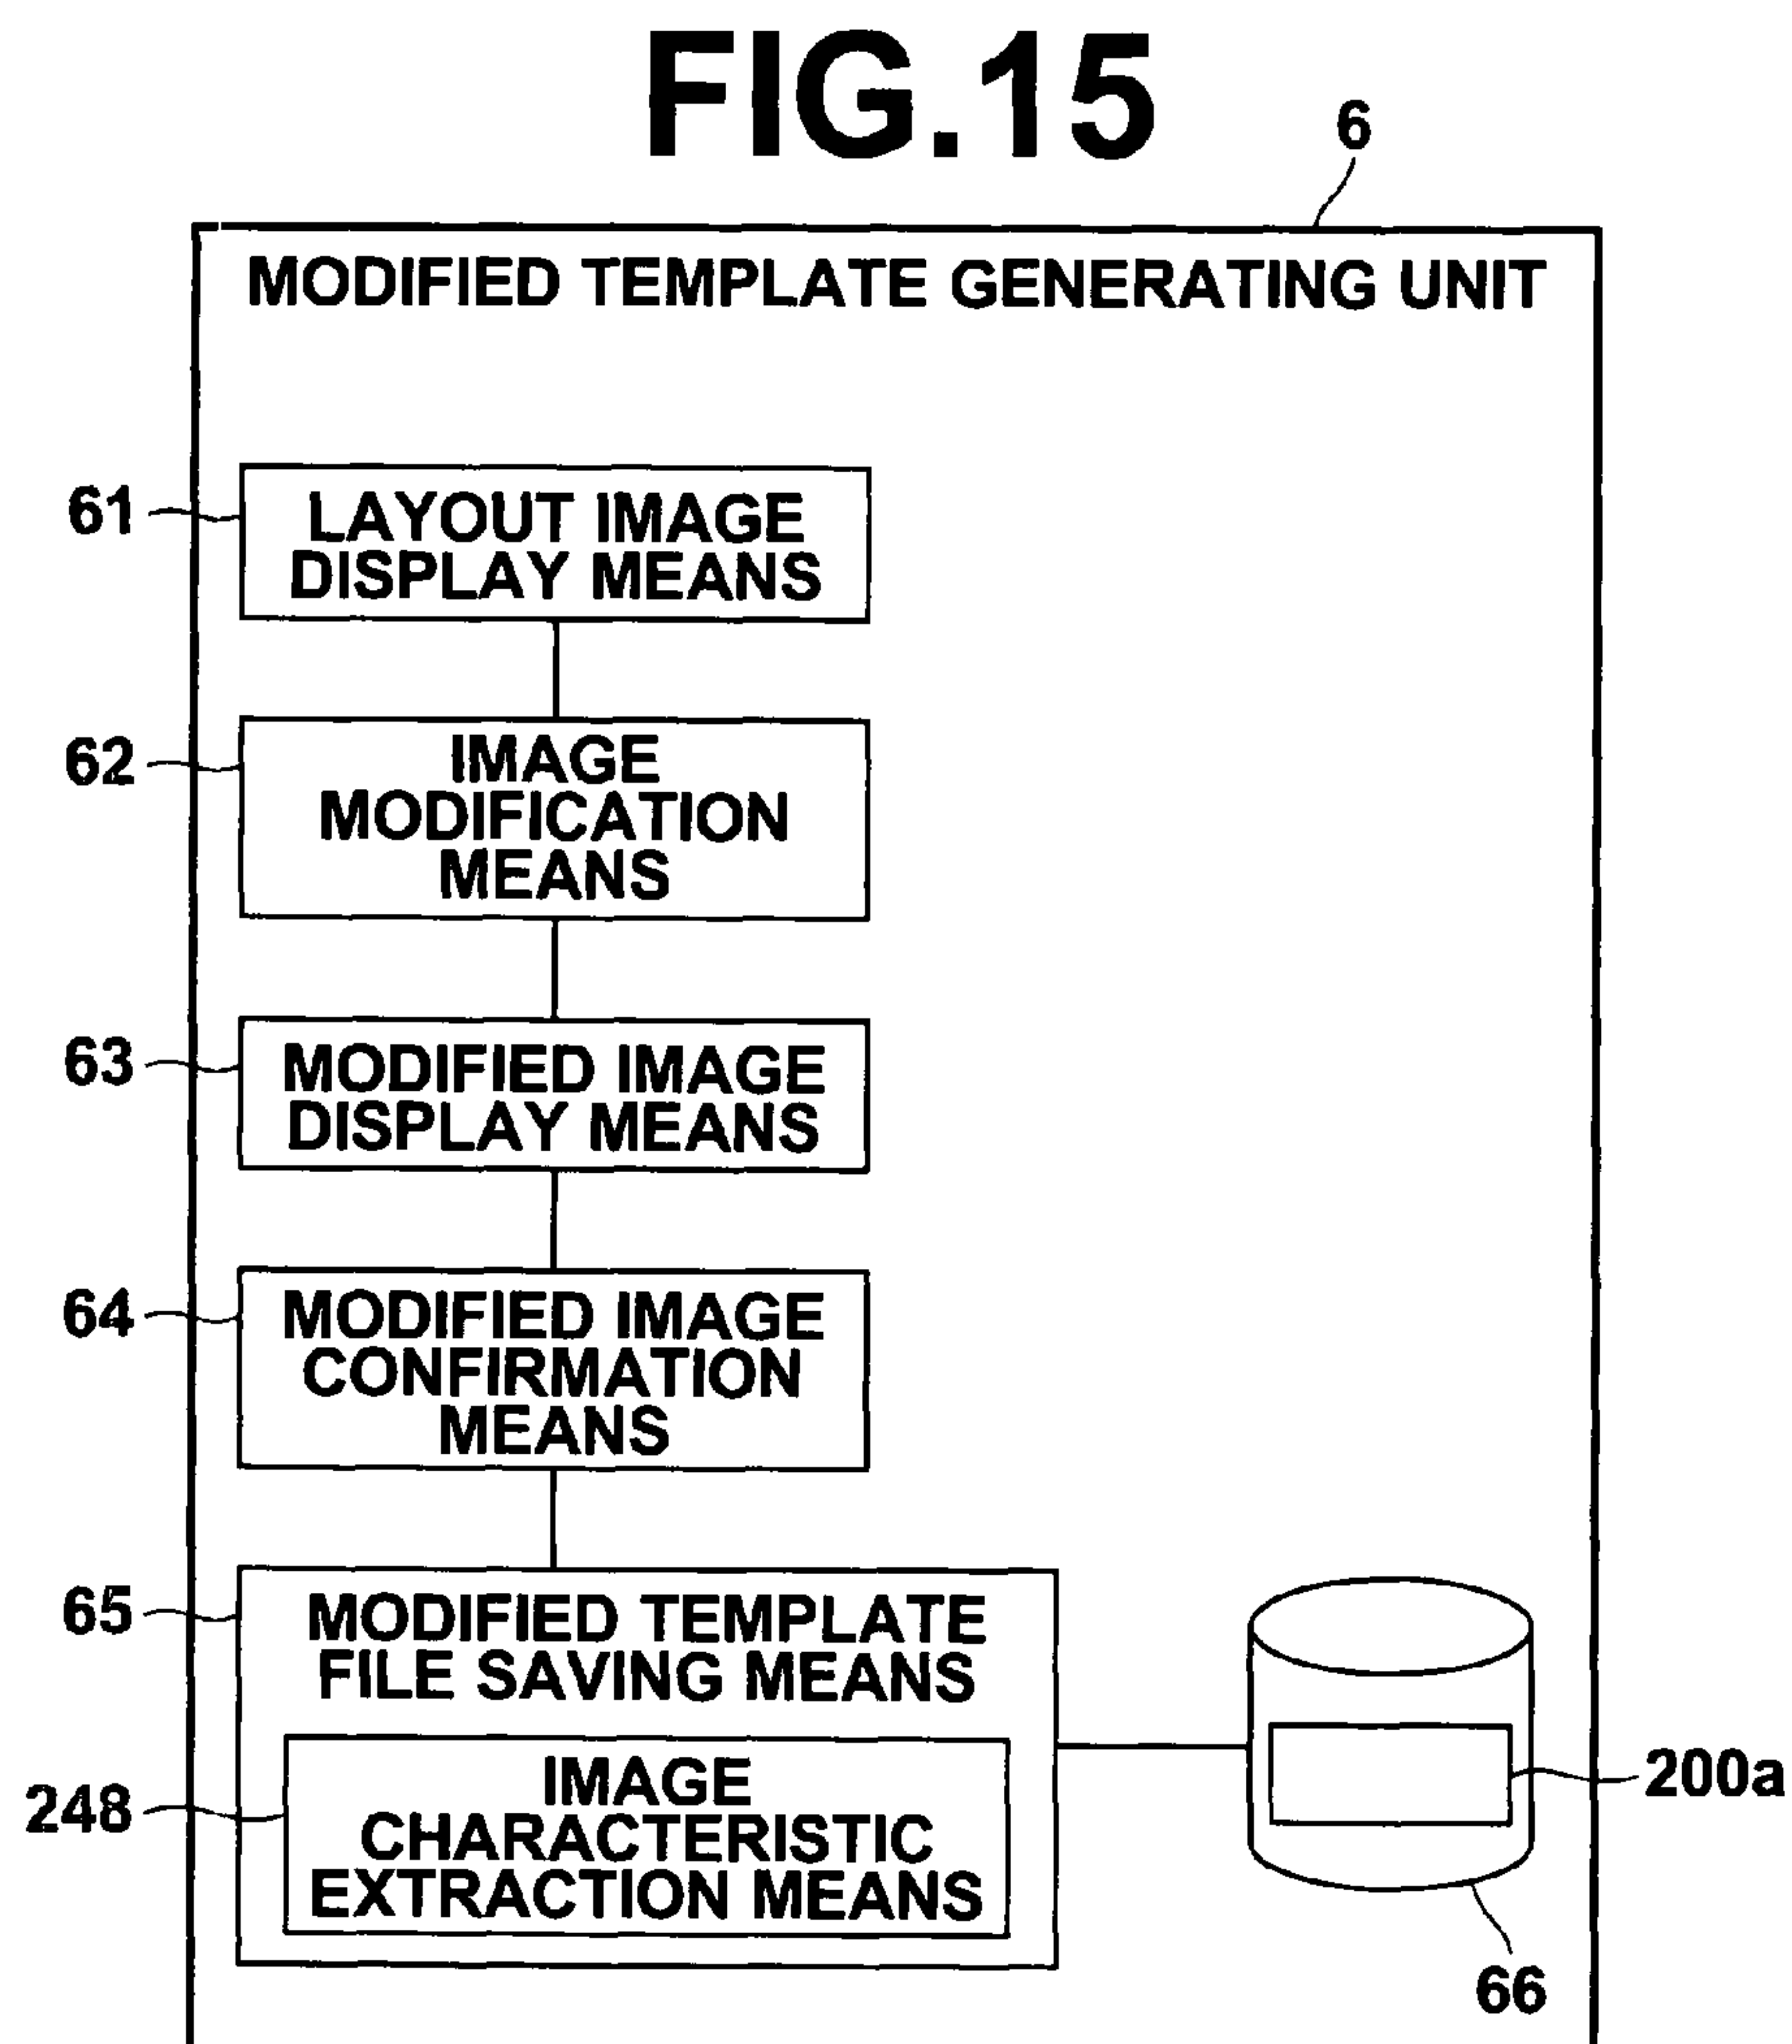 FIG.15
6
MODIFIED TEMPLATE GENERATING UNIT
61
LAYOUT IMAGE
DISPLAY MEANS
62
IMAGE
MODIFICATION
MEANS
63
MODIFIED IMAGE
DISPLAY MEANS
64
MODIFIED IMAGE
CONFIRMATION
MEANS
65
MODIFIED TEMPLATE
FILE SAVING MEANS
248
IMAGE
CHARACTERISTIC
EXTRACTION MEANS
200a
66